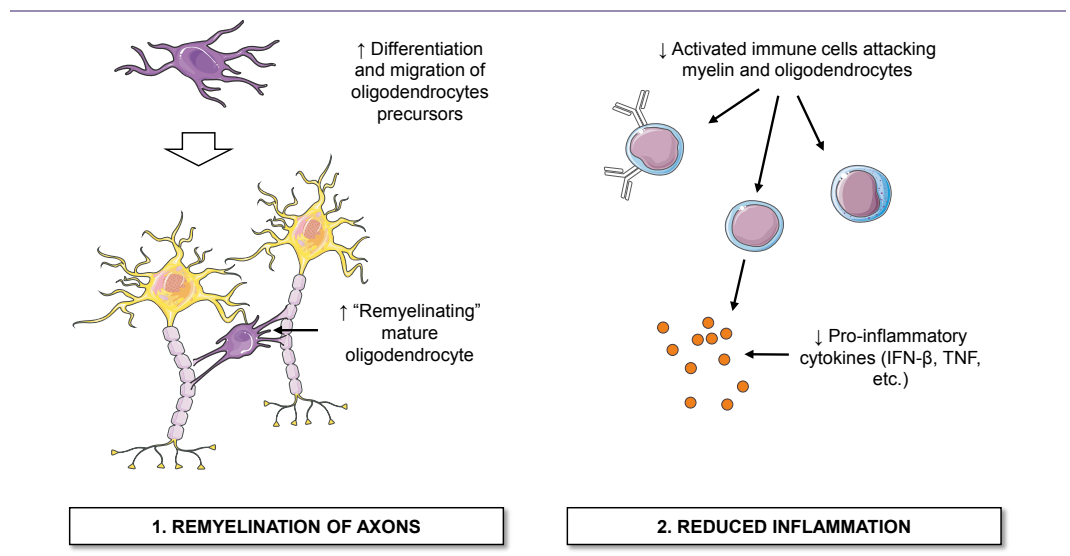 ↑ Differentiation
and migration of
oligodendrocytes
precursors
↑ “Remyelinating”
mature
oligodendrocyte
1. REMYELINATION OF AXONS
↓ Activated immune cells attacking
myelin and oligodendrocytes
↓ Pro-inflammatory
cytokines (IFN-β, TNF,
etc.)
2. REDUCED INFLAMMATION